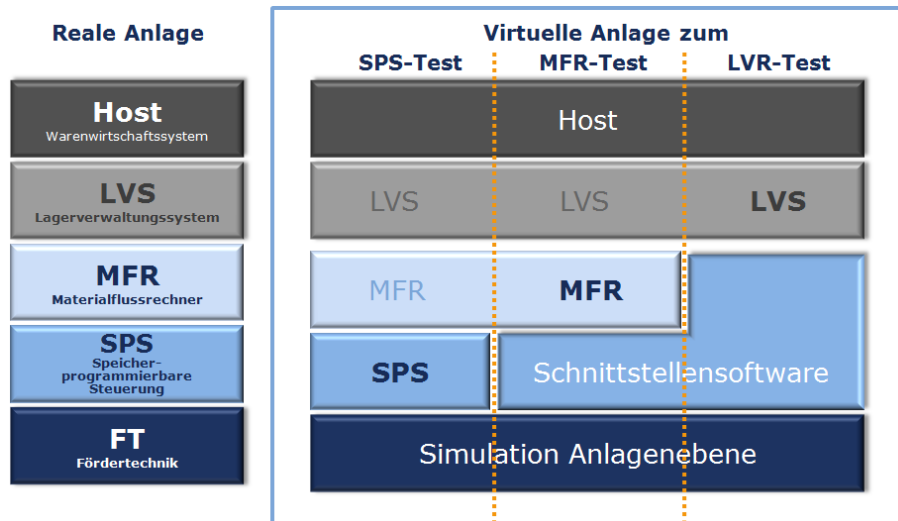 Reale Anlage
Host
Warenwirtschaftssystem
LVS
Lagerverwaltungssystem
MFR
Materialflussrechner
SPS
Speicher-
programmierbare
Steuerung
FT
Fördertechnik
Virtuelle Anlage zum
SPS-Test MFR-Test LVR-Test
Host
LVS LVS LVS
MFR MFR
SPS Schnittstellensoftware
Simulation Anlagenebene